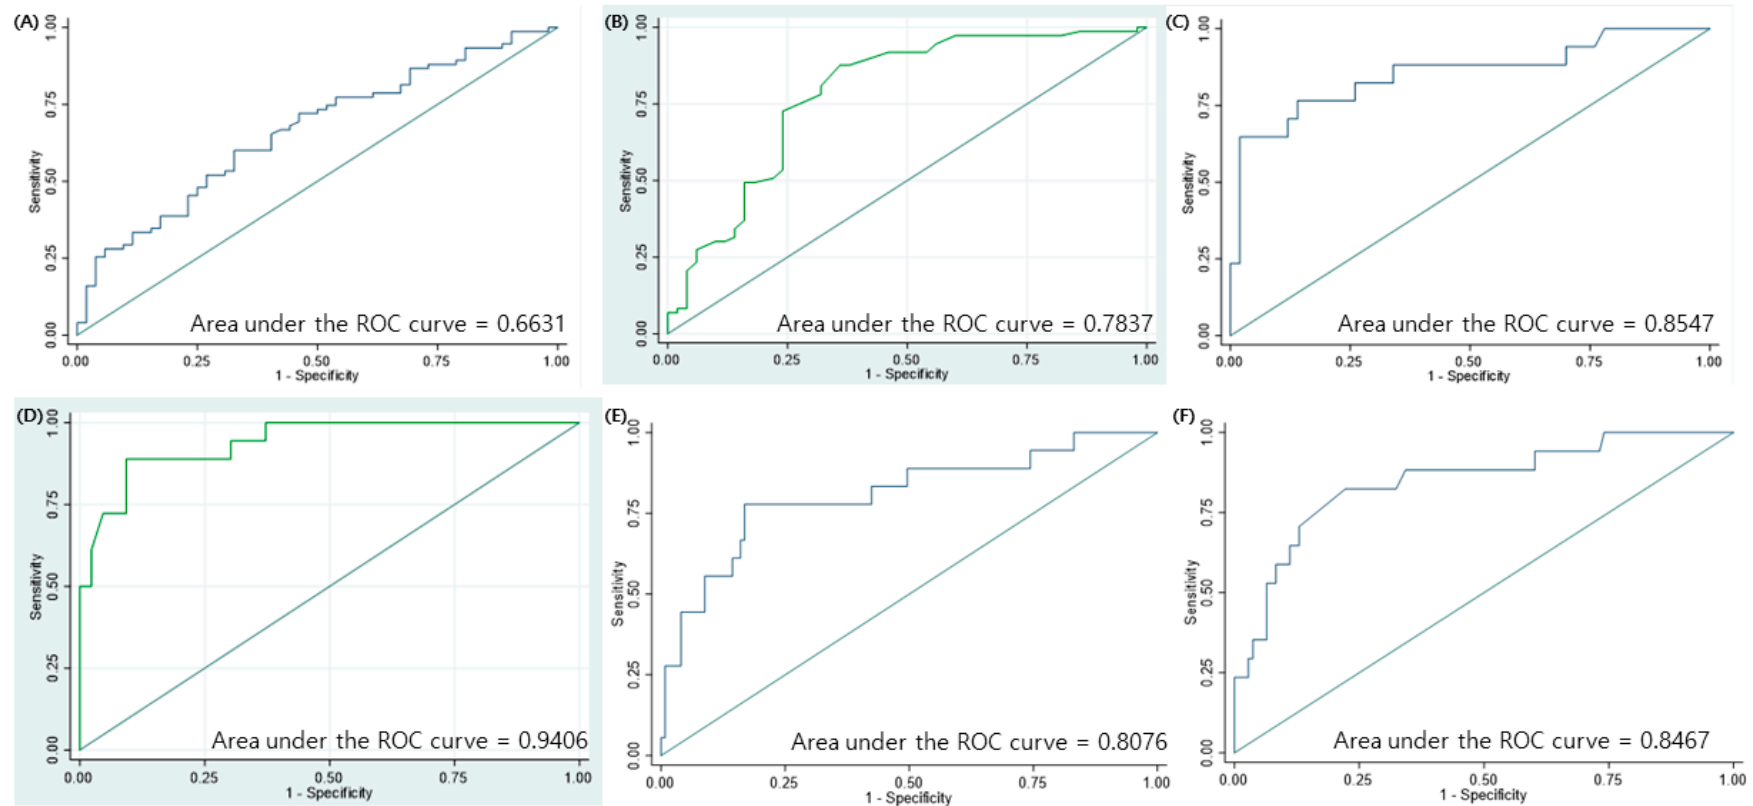 (A)
1.00
0.75
0.50
0.25
0.00
Sensitivity
Area under the ROC curve = 0.6631
0.00 0.25 0.50 0.75 1.00
1 - Specificity
(B)
1.00
0.75
0.50
0.25
0.00
Sensitivity
Area under the ROC curve = 0.7837
0.00 0.25 0.50 0.75 1.00
1 - Specificity
(C)
1.00
0.75
0.50
0.25
0.00
Sensitivity
Area under the ROC curve = 0.8547
0.00 0.25 0.50 0.75 1.00
1 - Specificity
(D)
1.00
0.75
0.50
0.25
0.00
Sensitivity
Area under the ROC curve = 0.9406
0.00 0.25 0.50 0.75 1.00
1 - Specificity
(E)
1.00
0.75
0.50
0.25
0.00
Sensitivity
Area under the ROC curve = 0.8076
0.00 0.25 0.50 0.75 1.00
1 - Specificity
(F)
1.00
0.75
0.50
0.25
0.00
Sensitivity
Area under the ROC curve = 0.8467
0.00 0.25 0.50 0.75 1.00
1 - Specificity